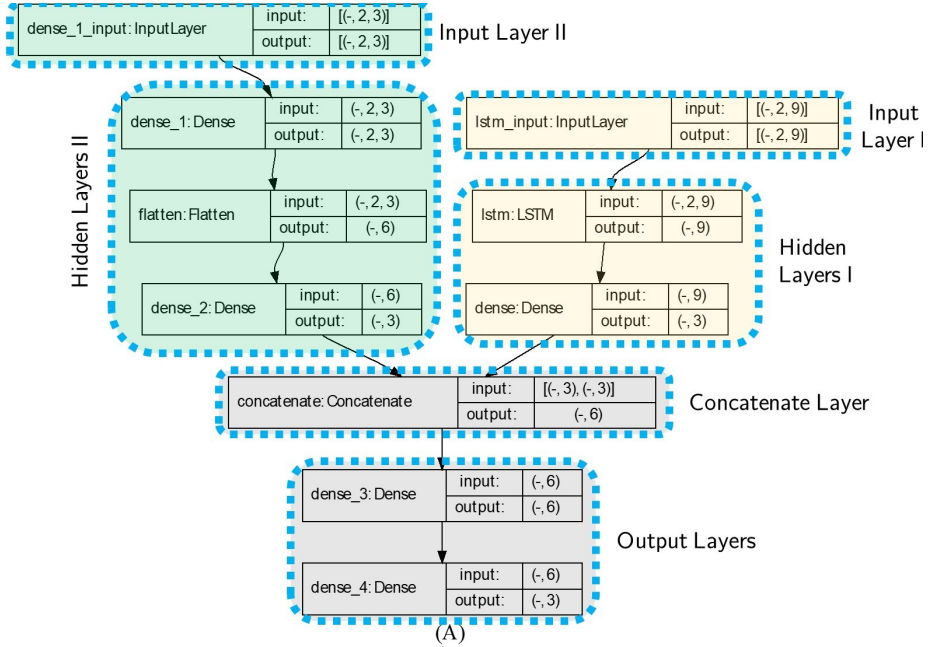 dense_1_input: InputLayer
input: [(-, 2, 3)]
output: [(-, 2, 3)]
Input Layer II
Hidden Layers II
dense_1: Dense
input: (-, 2, 3)
output: (-, 2, 3)
flatten: Flatten
input: (-, 2, 3)
output: (-, 6)
dense_2: Dense
input: (-, 6)
output: (-, 3)
lstm_input: InputLayer
input: [(-, 2, 9)]
output: [(-, 2, 9)]
Input
Layer I
lstm: LSTM
input: (-, 2, 9)
output: (-, 9)
dense: Dense
input: (-, 9)
output: (-, 3)
Hidden
Layers I
concatenate: Concatenate
input: [(-, 3), (-, 3)]
output: (-, 6)
Concatenate Layer
dense_3: Dense
input: (-, 6)
output: (-, 6)
dense_4: Dense
input: (-, 6)
output: (-, 3)
Output Layers
(A)